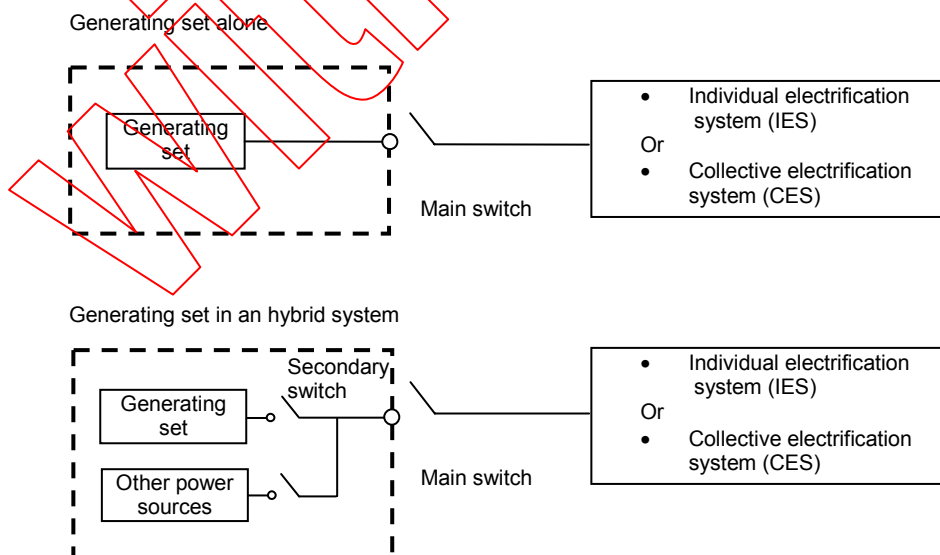 Generating set alone
Generating
set
Main switch
• Individual electrification
system (IES)
Or
• Collective electrification
system (CES)
Generating set in an hybrid system
Secondary
switch
Generating
set
Other power
sources
Main switch
• Individual electrification
system (IES)
Or
• Collective electrification
system (CES)